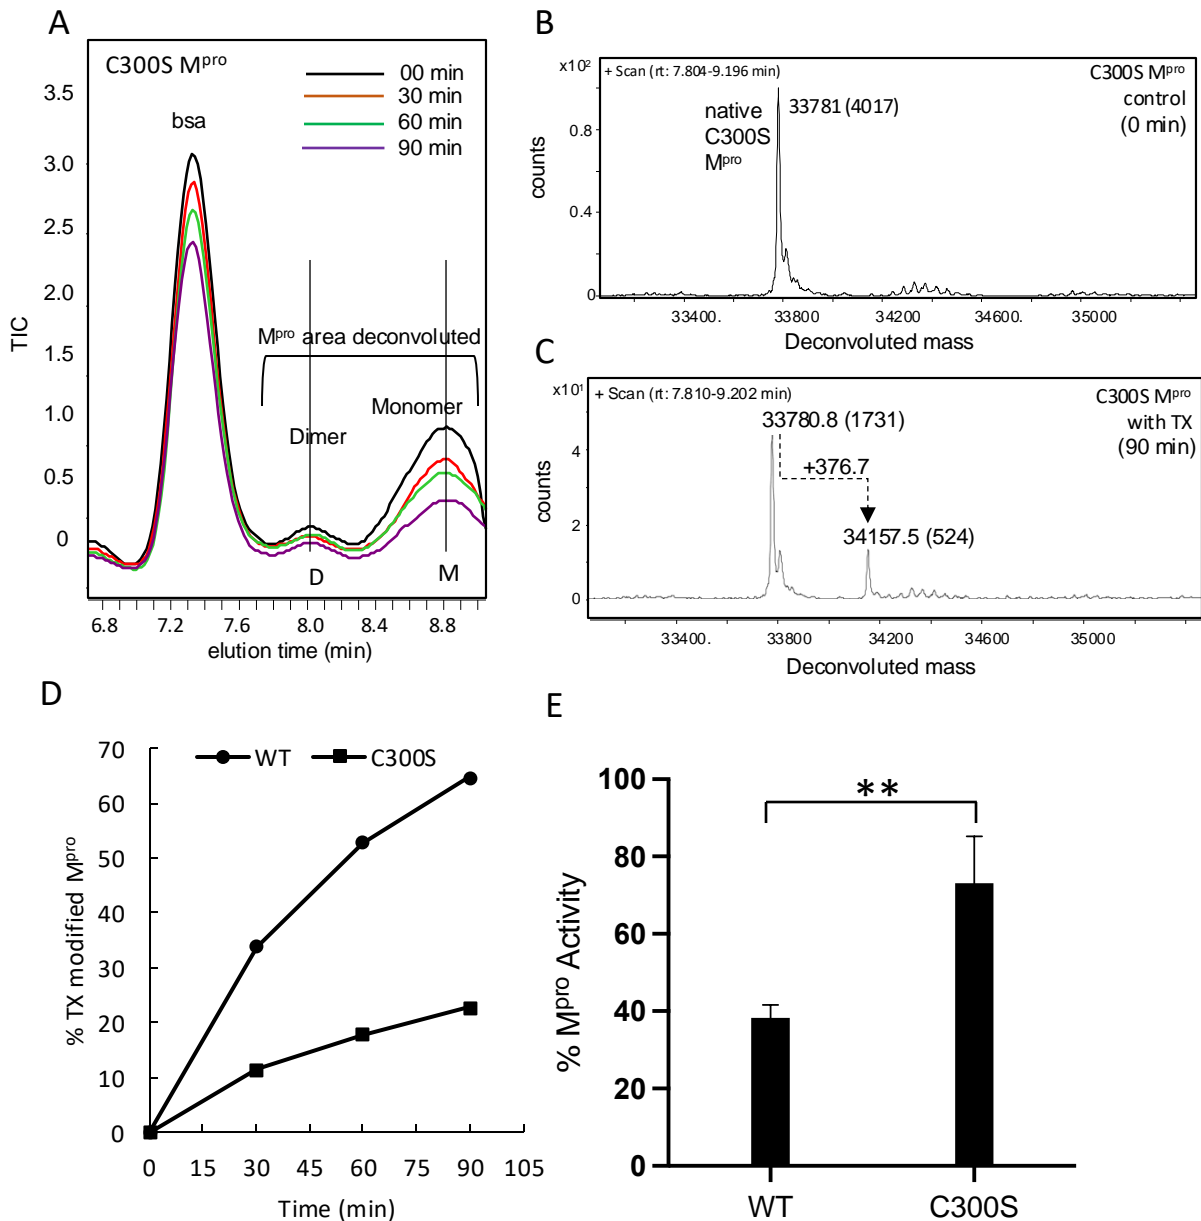 A
C300S Mpro
00 min
30 min
60 min
90 min
bsa
Mpro area deconvoluted
Monomer
Dimer
D
M
TIC
3.5
3.0
2.5
2.0
1.5
1.0
0.5
0
6.8 7.2 7.6 8.0 8.4 8.8
elution time (min)
B
x10²
+ Scan (rt: 7.804-9.196 min)
C300S Mpro
control
(0 min)
native
C300S
Mpro
33781 (4017)
counts
0.8
0.4
0
33400. 33800 34200 34600. 35000
Deconvoluted mass
C
x10¹
+ Scan (rt: 7.810-9.202 min)
C300S Mpro
with TX
(90 min)
33780.8 (1731)
+376.7
34157.5 (524)
counts
4
2
0
33400. 33800 34200 34600 35000
Deconvoluted mass
D
WT C300S
% TX modified Mpro
70
60
50
40
30
20
10
0
0 15 30 45 60 75 90 105
Time (min)
E
**
% Mpro Activity
100
80
60
40
20
0
WT C300S